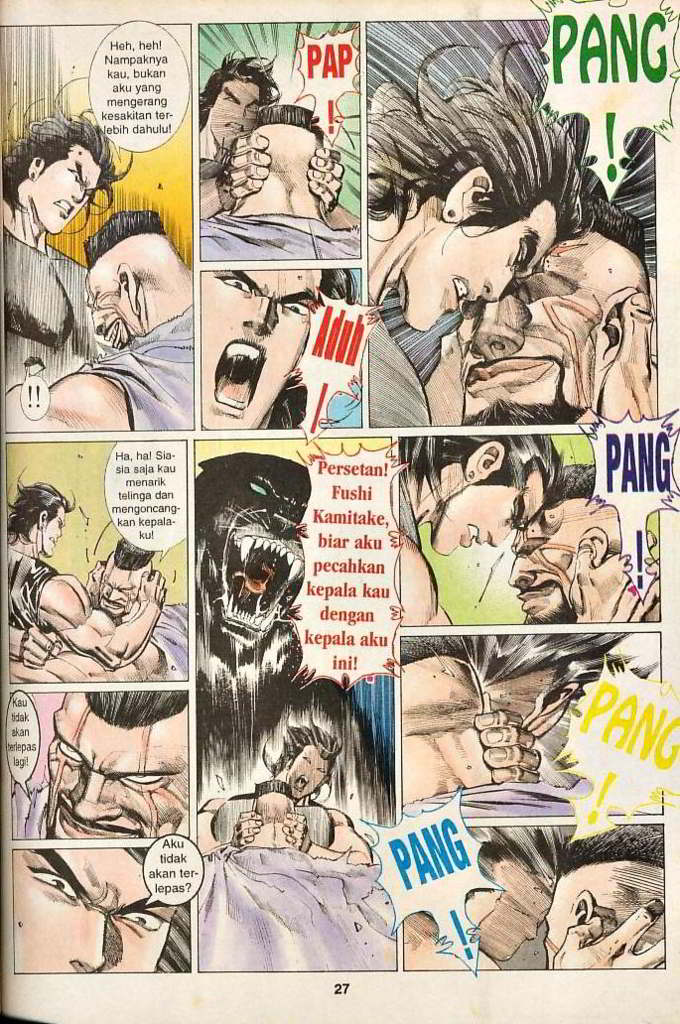 Heh, heh!
Nampaknya
kau, bukan
aku yang
mengerang
kesakitan ter-
lebih dahulu!
!!
PAP
!
Aduh
!
PANG
!
Ha, ha! Sia-
sia saja kau
menarik
telinga dan
mengoncang-
kan kepala-
ku!
Kau
tidak
akan
terlepas
lagi!
Aku
tidak
akan ter-
lepas?
Persetan!
Fushi
Kamitake,
biar aku
pecahkan
kepala kau
dengan
kepala aku
ini!
PANG
!
PANG
!
PANG
!
27